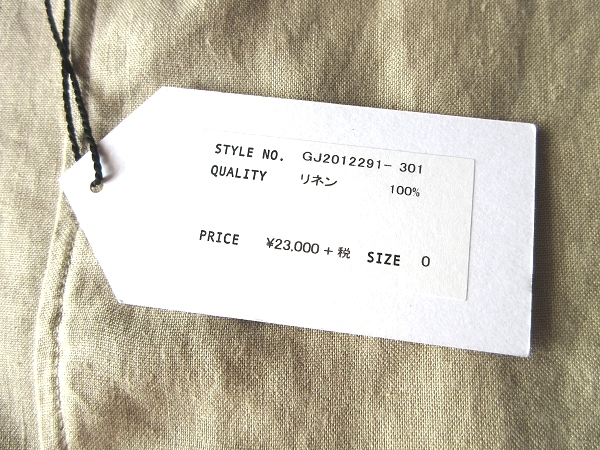 STYLE NO. GJ2012291- 301
QUALITY リネン 100%
PRICE ¥23,000 + 税 SIZE 0